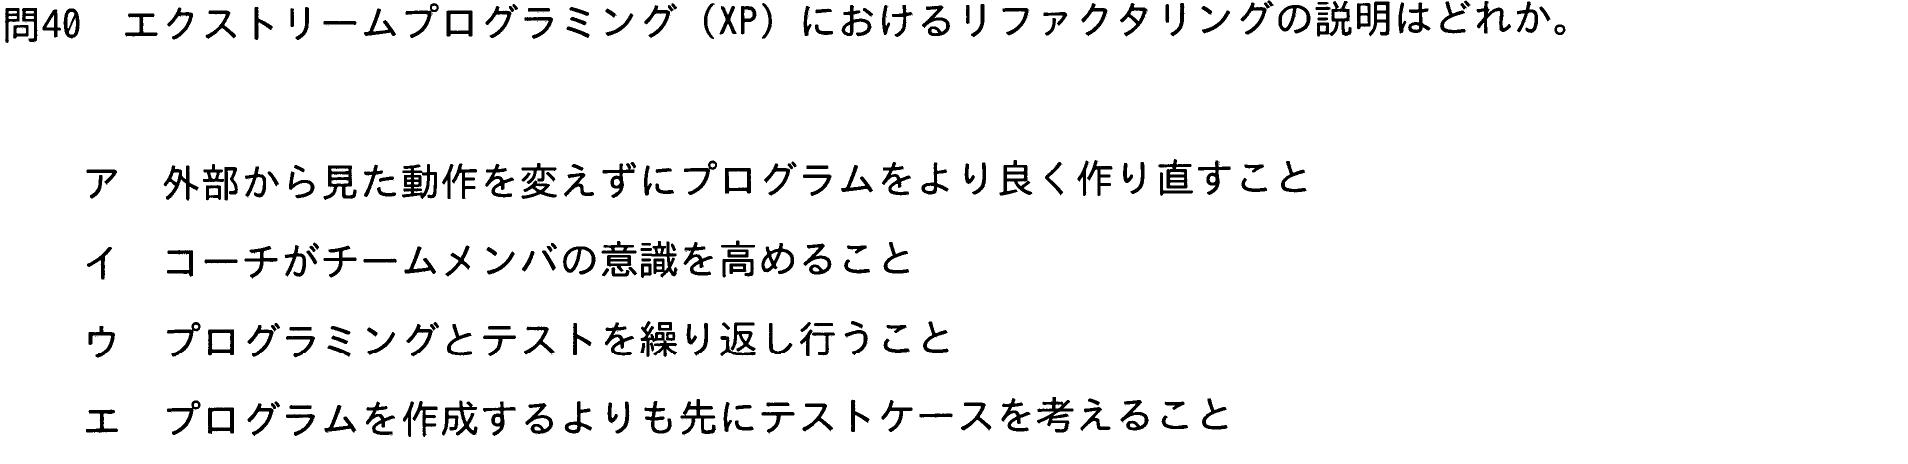 問40　エクストリームプログラミング（XP）におけるリファクタリングの説明はどれか。
ア　外部から見た動作を変えずにプログラムをより良く作り直すこと
イ　コーチがチームメンバの意識を高めること
ウ　プログラミングとテストを繰り返し行うこと
エ　プログラムを作成するよりも先にテストケースを考えること